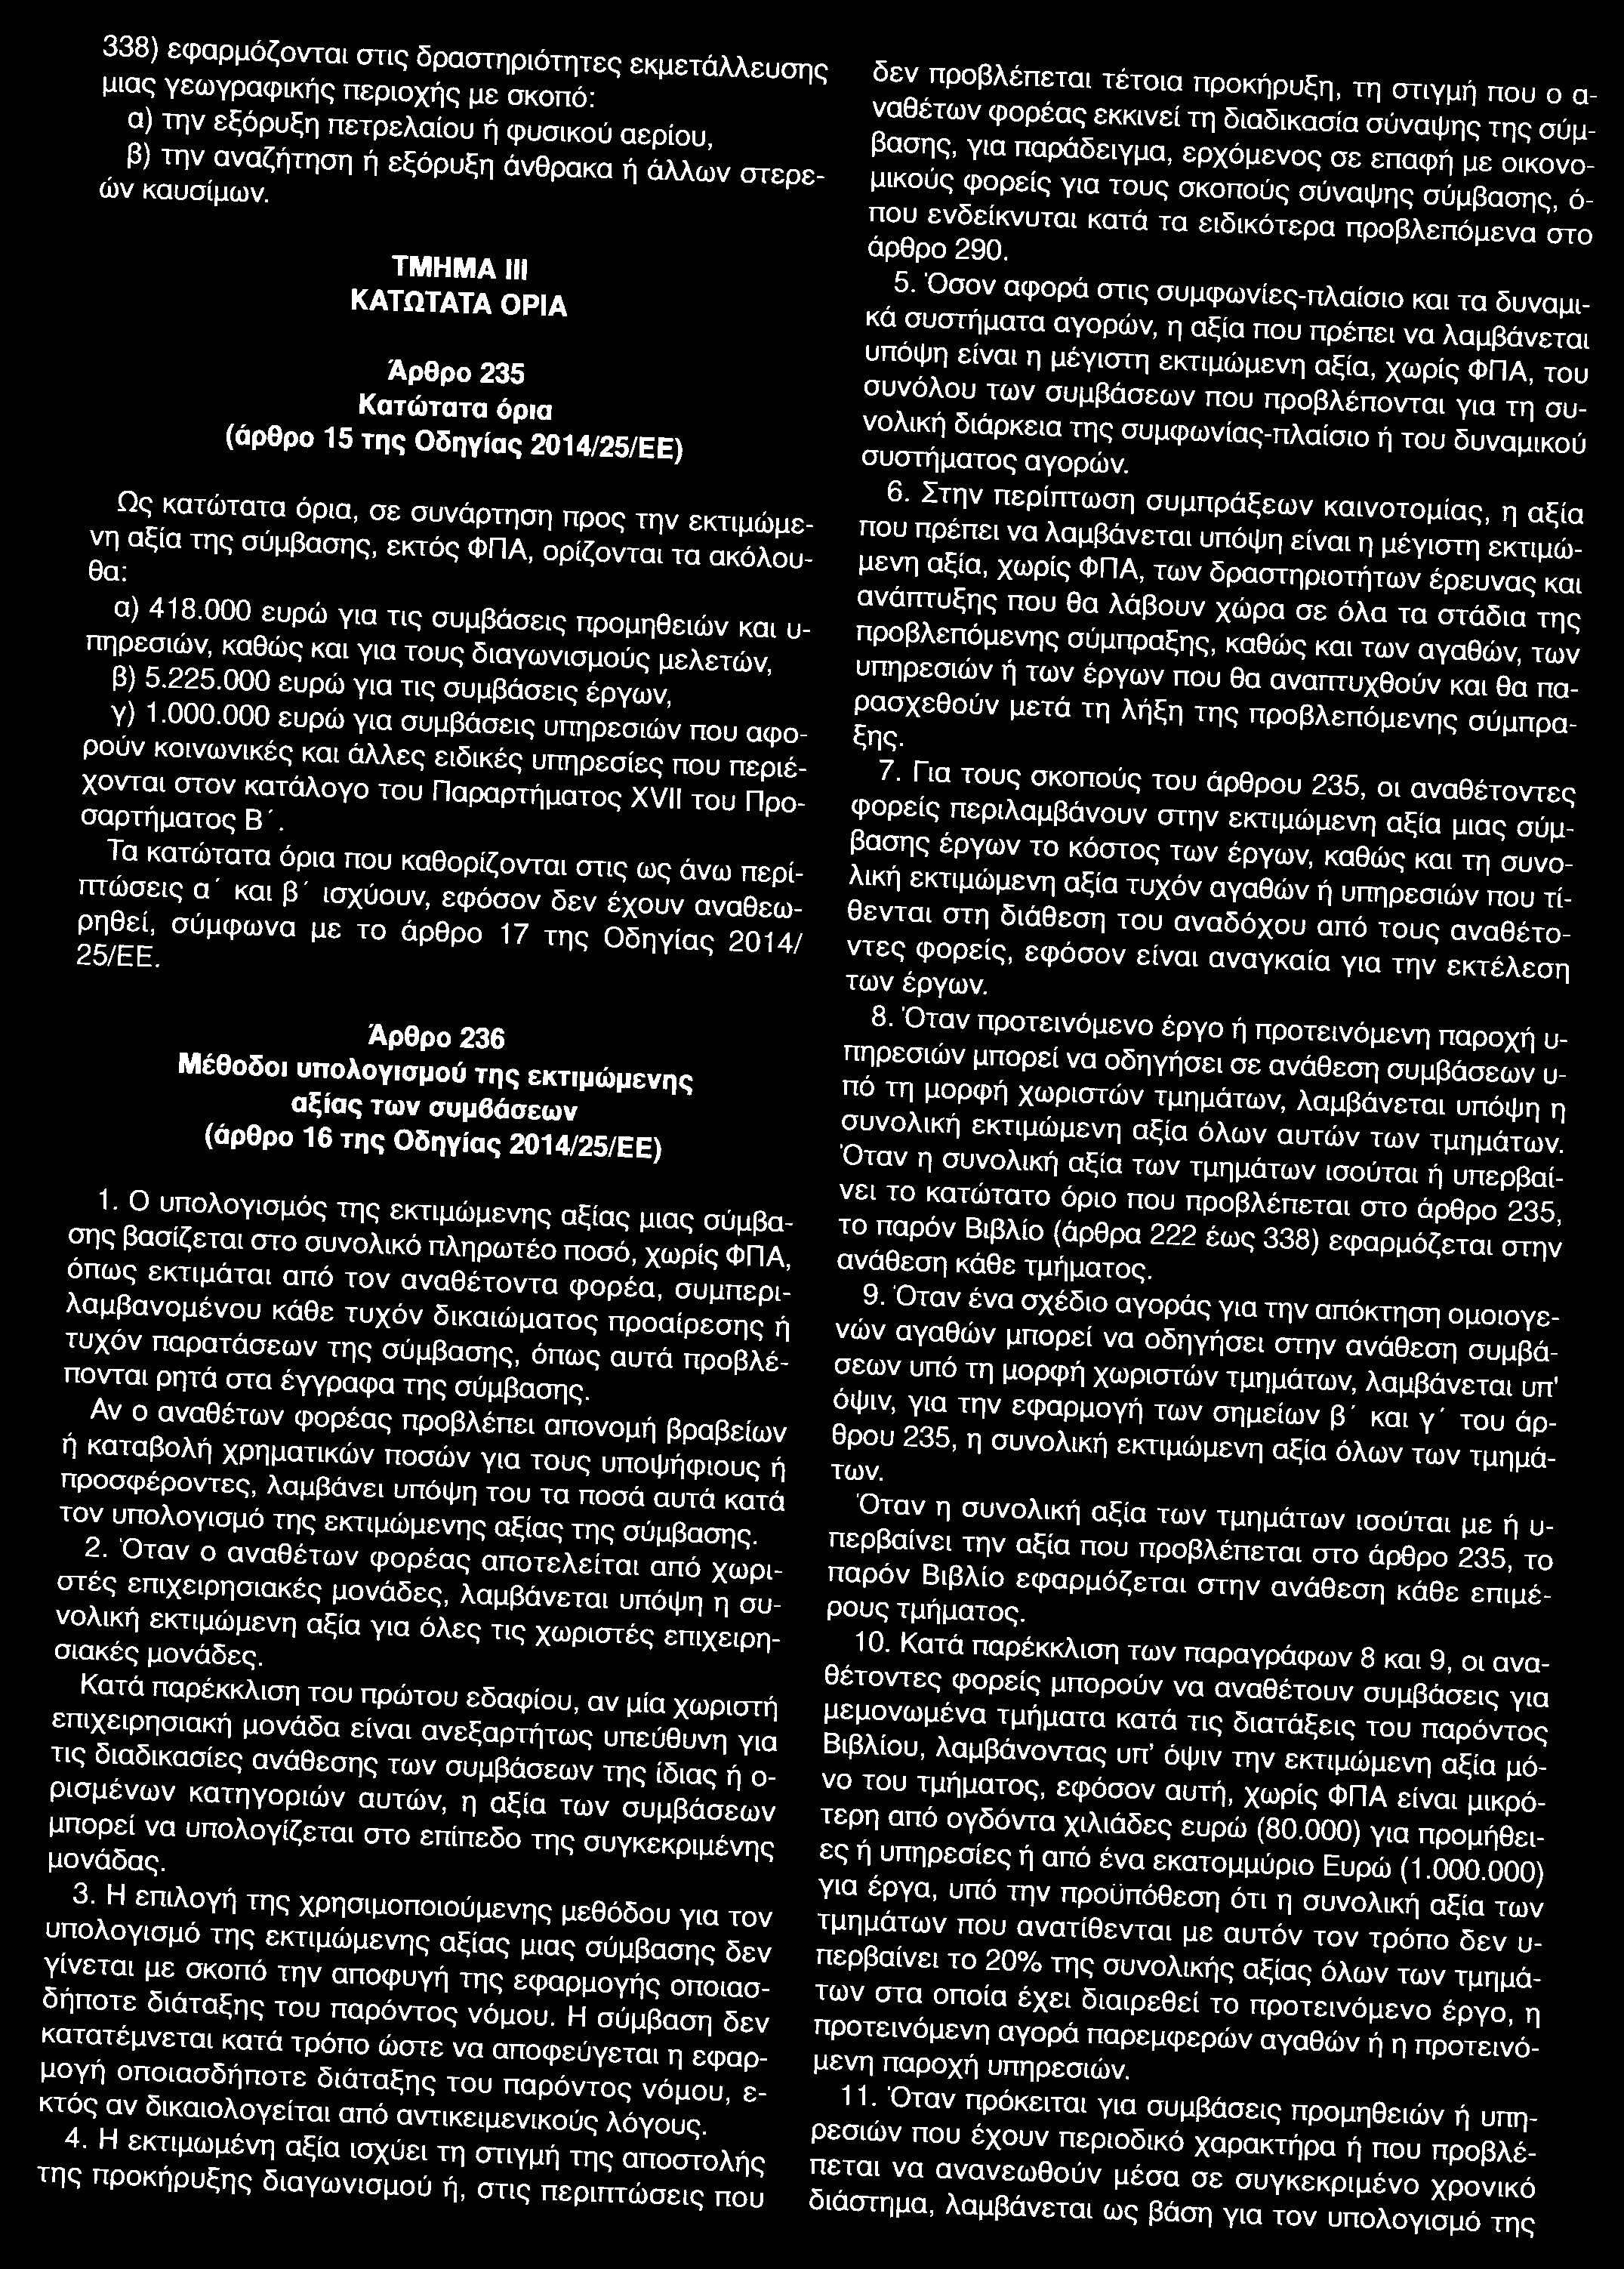 338) εφαρμόζονται στις δραστηριότητες εκμετάλλευσης
μιας γεωγραφικής περιοχής με σκοπό:
α) την εξόρυξη πετρελαίου ή φυσικού αερίου,
β) την αναζήτηση ή εξόρυξη άνθρακα ή άλλων στερε-
ών καυσίμων.
ΤΜΗΜΑ ΙΙΙ
ΚΑΤΩΤΑΤΑ ΟΡΙΑ
Άρθρο 235
Κατώτατα όρια
(άρθρο 15 της Οδηγίας 2014/25/ΕΕ)
Ως κατώτατα όρια, σε συνάρτηση προς την εκτιμώμε-
νη αξία της σύμβασης, εκτός ΦΠΑ, ορίζονται τα ακόλου-
θα:
α) 418.000 ευρώ για τις συμβάσεις προμηθειών και υ-
πηρεσιών, καθώς και για τους διαγωνισμούς μελετών,
β) 5.225.000 ευρώ για τις συμβάσεις έργων,
γ) 1.000.000 ευρώ για συμβάσεις υπηρεσιών που αφο-
ρούν κοινωνικές και άλλες ειδικές υπηρεσίες που περιέ-
χονται στον κατάλογο του Παραρτήματος XVII του Προ-
σαρτήματος Β΄.
Τα κατώτατα όρια που καθορίζονται στις ως άνω περί-
πτώσεις α΄ και β΄ ισχύουν, εφόσον δεν έχουν αναθεω-
ρηθεί, σύμφωνα με το άρθρο 17 της Οδηγίας 2014/
25/ΕΕ.
Άρθρο 236
Μέθοδοι υπολογισμού της εκτιμώμενης
αξίας των συμβάσεων
(άρθρο 16 της Οδηγίας 2014/25/ΕΕ)
1. Ο υπολογισμός της εκτιμώμενης αξίας μιας σύμβα-
σης βασίζεται στο συνολικό πληρωτέο ποσό, χωρίς ΦΠΑ,
όπως εκτιμάται από τον αναθέτοντα φορέα, συμπερι-
λαμβανομένου κάθε τυχόν δικαιώματος προαίρεσης ή
τυχόν παρατάσεων της σύμβασης, όπως αυτά προβλέ-
πονται ρητά στα έγγραφα της σύμβασης.
Αν ο αναθέτων φορέας προβλέπει απονομή βραβείων
ή καταβολή χρηματικών ποσών για τους υποψήφιους ή
προσφέροντες, λαμβάνει υπόψη του τα ποσά αυτά κατά
τον υπολογισμό της εκτιμώμενης αξίας της σύμβασης.
2. Όταν ο αναθέτων φορέας αποτελείται από χωρι-
στές επιχειρησιακές μονάδες, λαμβάνεται υπόψη η συ-
νολική εκτιμώμενη αξία για όλες τις χωριστές επιχειρη-
σιακές μονάδες.
Κατά παρέκκλιση του πρώτου εδαφίου, αν μία χωριστή
επιχειρησιακή μονάδα είναι ανεξαρτήτως υπεύθυνη για
τις διαδικασίες ανάθεσης των συμβάσεων της ίδιας ή ο-
ρισμένων κατηγοριών αυτών, η αξία των συμβάσεων
μπορεί να υπολογίζεται στο επίπεδο της συγκεκριμένης
μονάδας.
3. Η επιλογή της χρησιμοποιούμενης μεθόδου για τον
υπολογισμό της εκτιμώμενης αξίας μιας σύμβασης δεν
γίνεται με σκοπό την αποφυγή της εφαρμογής οποιασ-
δήποτε διάταξης του παρόντος νόμου. Η σύμβαση δεν
κατατέμνεται κατά τρόπο ώστε να αποφεύγεται η εφαρ-
μογή οποιασδήποτε διάταξης του παρόντος νόμου, ε-
κτός αν δικαιολογείται από αντικειμενικούς λόγους.
4. Η εκτιμωμένη αξία ισχύει τη στιγμή της αποστολής
της προκήρυξης διαγωνισμού ή, στις περιπτώσεις που
δεν προβλέπεται τέτοια προκήρυξη, τη στιγμή που ο α-
ναθέτων φορέας εκκινεί τη διαδικασία σύναψης της σύμ-
βασης, για παράδειγμα, ερχόμενος σε επαφή με οικονο-
μικούς φορείς για τους σκοπούς σύναψης σύμβασης, ό-
που ενδείκνυται κατά τα ειδικότερα προβλεπόμενα στο
άρθρο 290.
5. Όσον αφορά στις συμφωνίες-πλαίσιο και τα δυναμι-
κά συστήματα αγορών, η αξία που πρέπει να λαμβάνεται
υπόψη είναι η μέγιστη εκτιμώμενη αξία, χωρίς ΦΠΑ, του
συνόλου των συμβάσεων που προβλέπονται για τη συ-
νολική διάρκεια της συμφωνίας-πλαίσιο ή του δυναμικού
συστήματος αγορών.
6. Στην περίπτωση συμπράξεων καινοτομίας, η αξία
που πρέπει να λαμβάνεται υπόψη είναι η μέγιστη εκτιμώ-
μενη αξία, χωρίς ΦΠΑ, των δραστηριοτήτων έρευνας και
ανάπτυξης που θα λάβουν χώρα σε όλα τα στάδια της
προβλεπόμενης σύμπραξης, καθώς και των αγαθών, των
υπηρεσιών ή των έργων που θα αναπτυχθούν και θα πα-
ρασχεθούν μετά τη λήξη της προβλεπόμενης σύμπρα-
ξης.
7. Για τους σκοπούς του άρθρου 235, οι αναθέτοντες
φορείς περιλαμβάνουν στην εκτιμώμενη αξία μιας σύμ-
βασης έργων το κόστος των έργων, καθώς και τη συνο-
λική εκτιμώμενη αξία τυχόν αγαθών ή υπηρεσιών που τί-
θενται στη διάθεση του αναδόχου από τους αναθέτο-
ντες φορείς, εφόσον είναι αναγκαία για την εκτέλεση
των έργων.
8. Όταν προτεινόμενο έργο ή προτεινόμενη παροχή υ-
πηρεσιών μπορεί να οδηγήσει σε ανάθεση συμβάσεων υ-
πό τη μορφή χωριστών τμημάτων, λαμβάνεται υπόψη η
συνολική εκτιμώμενη αξία όλων αυτών των τμημάτων.
Όταν η συνολική αξία των τμημάτων ισούται ή υπερβαί-
νει το κατώτατο όριο που προβλέπεται στο άρθρο 235,
το παρόν Βιβλίο (άρθρα 222 έως 338) εφαρμόζεται στην
ανάθεση κάθε τμήματος.
9. Όταν ένα σχέδιο αγοράς για την απόκτηση ομοιογε-
νών αγαθών μπορεί να οδηγήσει στην ανάθεση συμβά-
σεων υπό τη μορφή χωριστών τμημάτων, λαμβάνεται υπ'
όψιν, για την εφαρμογή των σημείων β΄ και γ΄ του άρ-
θρου 235, η συνολική εκτιμώμενη αξία όλων των τμημά-
των.
Όταν η συνολική αξία των τμημάτων ισούται με ή υ-
περβαίνει την αξία που προβλέπεται στο άρθρο 235, το
παρόν Βιβλίο εφαρμόζεται στην ανάθεση κάθε επιμέ-
ρους τμήματος.
10. Κατά παρέκκλιση των παραγράφων 8 και 9, οι ανα-
θέτοντες φορείς μπορούν να αναθέτουν συμβάσεις για
μεμονωμένα τμήματα κατά τις διατάξεις του παρόντος
Βιβλίου, λαμβάνοντας υπ' όψιν την εκτιμώμενη αξία μό-
νο του τμήματος, εφόσον αυτή, χωρίς ΦΠΑ είναι μικρό-
τερη από ογδόντα χιλιάδες ευρώ (80.000) για προμήθει-
ες ή υπηρεσίες ή από ένα εκατομμύριο Ευρώ (1.000.000)
για έργα, υπό την προϋπόθεση ότι η συνολική αξία των
τμημάτων που ανατίθενται με αυτόν τον τρόπο δεν υ-
περβαίνει το 20% της συνολικής αξίας όλων των τμημά-
των στα οποία έχει διαιρεθεί το προτεινόμενο έργο, η
προτεινόμενη αγορά παρεμφερών αγαθών ή η προτεινό-
μενη παροχή υπηρεσιών.
11. Όταν πρόκειται για συμβάσεις προμηθειών ή υπη-
ρεσιών που έχουν περιοδικό χαρακτήρα ή που προβλέ-
πεται να ανανεωθούν μέσα σε συγκεκριμένο χρονικό
διάστημα, λαμβάνεται ως βάση για τον υπολογισμό της